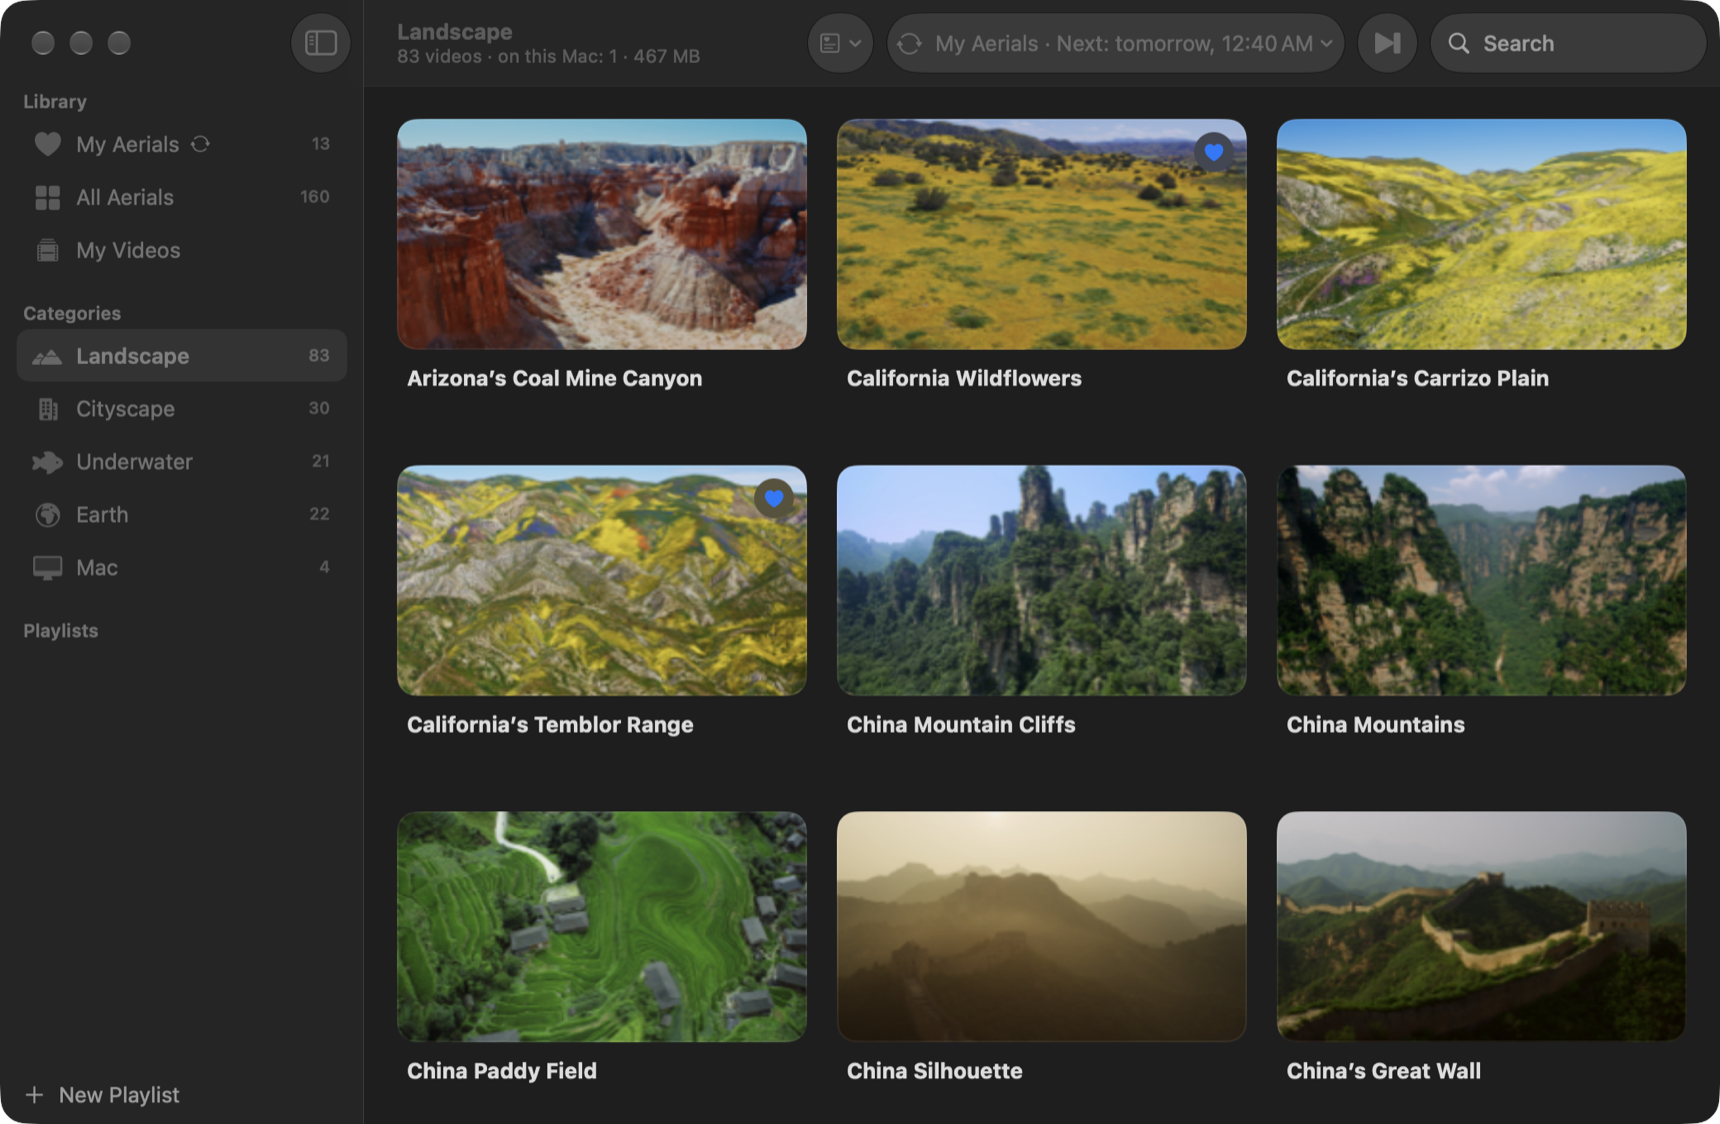 Landscape
83 videos · on this Mac: 1 · 467 MB
My Aerials · Next: tomorrow, 12:40 AM
Search
Library
My Aerials 13
All Aerials 160
My Videos
Categories
Landscape 83
Cityscape 30
Underwater 21
Earth 22
Mac 4
Playlists
New Playlist
Arizona’s Coal Mine Canyon
California Wildflowers
California’s Carrizo Plain
California’s Temblor Range
China Mountain Cliffs
China Mountains
China Paddy Field
China Silhouette
China’s Great Wall